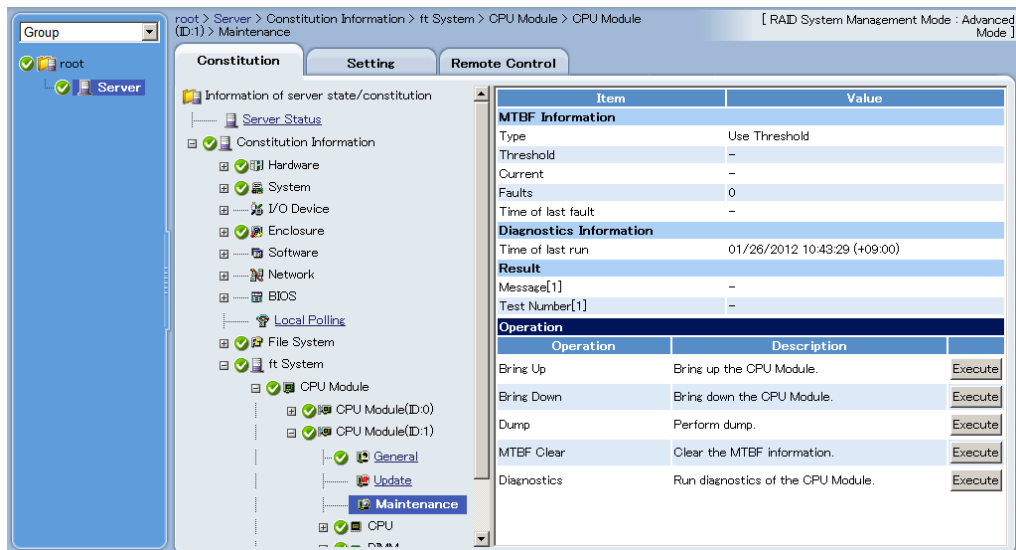 root > Server > Constitution Information > ft System > CPU Module > CPU Module
(ID:1) > Maintenance
[ RAID System Management Mode : Advanced
Mode ]
Group
root
Server
Constitution
Setting
Remote Control
Information of server state/constitution
Server Status
Constitution Information
Hardware
System
I/O Device
Enclosure
Software
Network
BIOS
Local Polling
File System
ft System
CPU Module
CPU Module(ID:0)
CPU Module(ID:1)
General
Update
Maintenance
CPU
DIMM
Item Value
MTBF Information
Type Use Threshold
Threshold –
Current –
Faults 0
Time of last fault –
Diagnostics Information
Time of last run 01/26/2012 10:43:29 (+09:00)
Result
Message[1] –
Test Number[1] –
Operation
Operation Description
Bring Up Bring up the CPU Module. Execute
Bring Down Bring down the CPU Module. Execute
Dump Perform dump. Execute
MTBF Clear Clear the MTBF information. Execute
Diagnostics Run diagnostics of the CPU Module. Execute